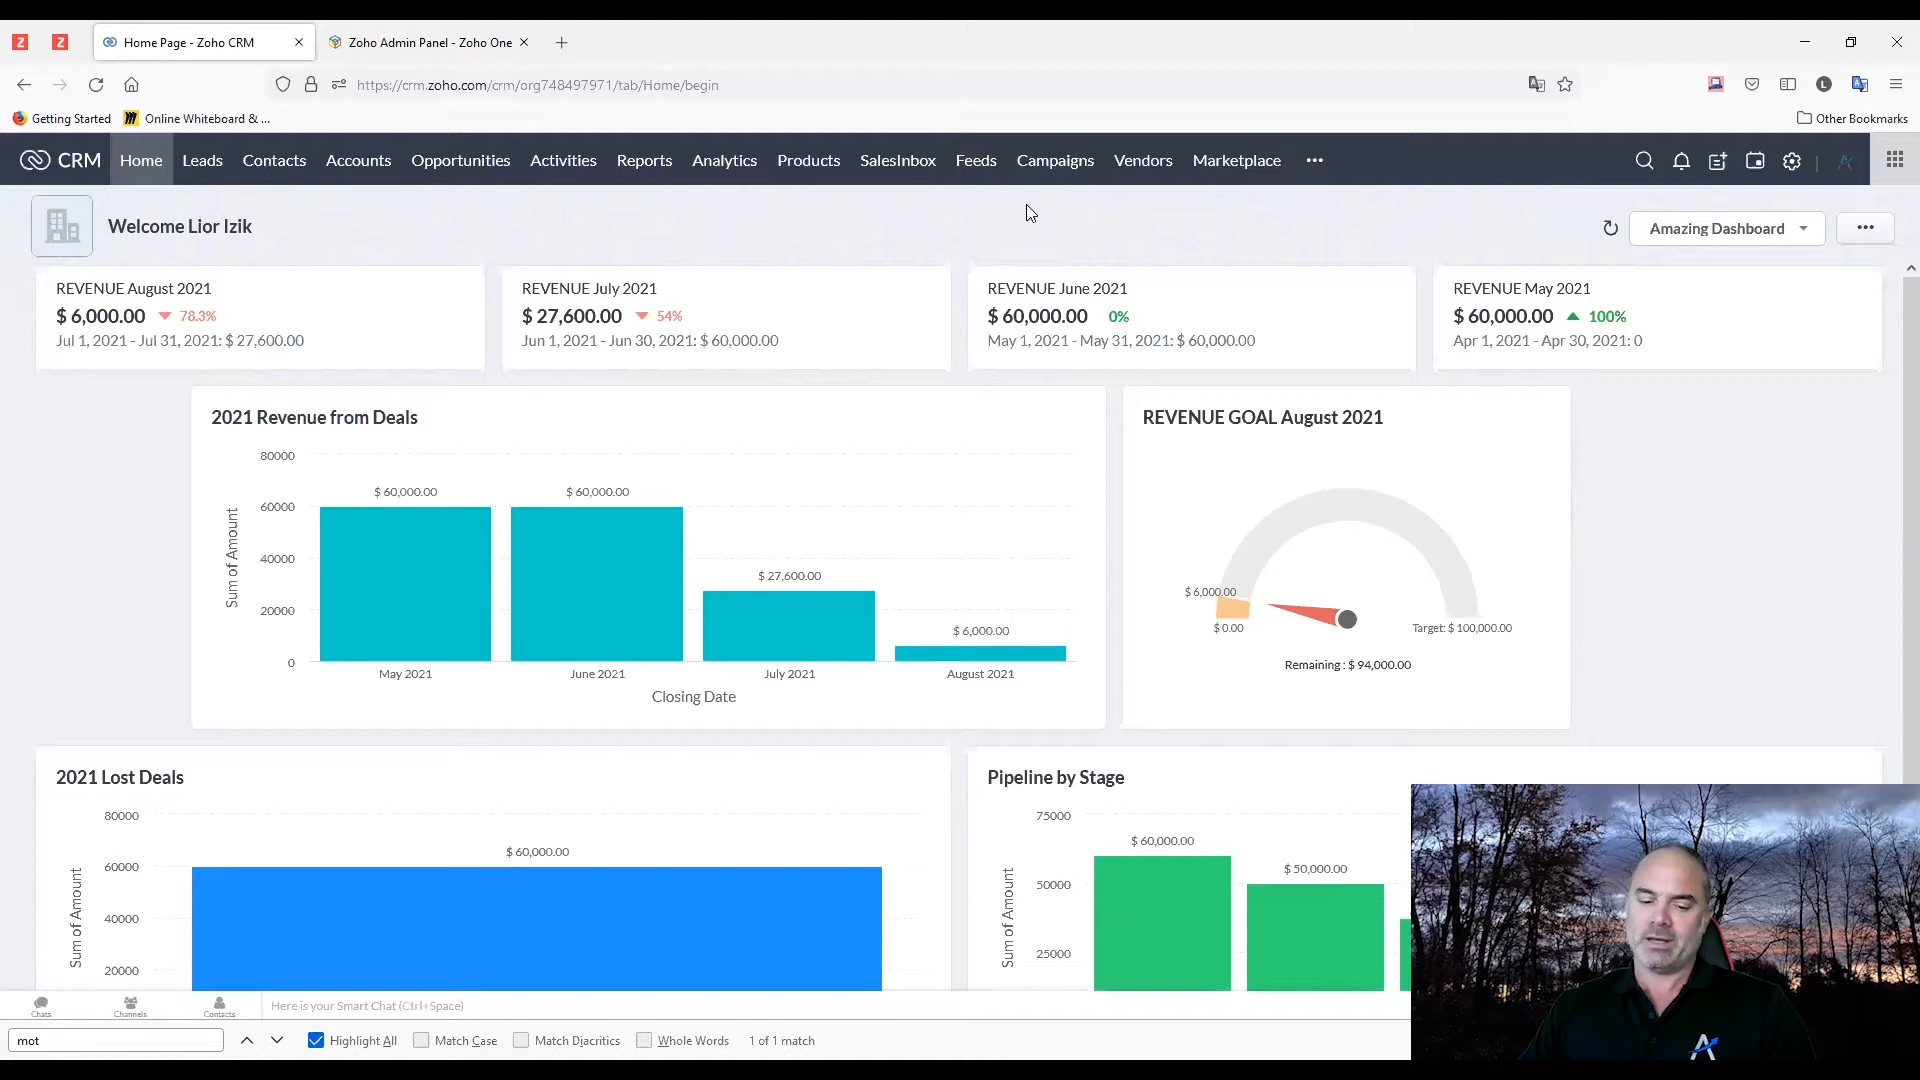 Home Page - Zoho CRM
Zoho Admin Panel - Zoho One
https://crm.zoho.com/crm/org748497971/tab/Home/begin
L
Getting Started
Online Whiteboard & ...
Other Bookmarks
CRM
Home
Leads
Contacts
Accounts
Opportunities
Activities
Reports
Analytics
Products
SalesInbox
Feeds
Campaigns
Vendors
Marketplace
Welcome Lior Izik
Amazing Dashboard
REVENUE August 2021
$ 6,000.00 78.3%
Jul 1, 2021 - Jul 31, 2021: $ 27,600.00
REVENUE July 2021
$ 27,600.00 54%
Jun 1, 2021 - Jun 30, 2021: $ 60,000.00
REVENUE June 2021
$ 60,000.00 0%
May 1, 2021 - May 31, 2021: $ 60,000.00
REVENUE May 2021
$ 60,000.00 100%
Apr 1, 2021 - Apr 30, 2021: 0
2021 Revenue from Deals
Sum of Amount
80000
60000
40000
20000
0
$ 60,000.00
$ 60,000.00
$ 27,600.00
$ 6,000.00
May 2021
June 2021
July 2021
August 2021
Closing Date
REVENUE GOAL August 2021
$ 6,000.00
$ 0.00
Target: $ 100,000.00
Remaining : $ 94,000.00
2021 Lost Deals
Sum of Amount
80000
60000
40000
20000
$ 60,000.00
Pipeline by Stage
Sum of Amount
75000
50000
25000
$ 60,000.00
$ 50,000.00
Chats
Channels
Contacts
Here is your Smart Chat (Ctrl+Space)
mot
Highlight All
Match Case
Match Diacritics
Whole Words
1 of 1 match